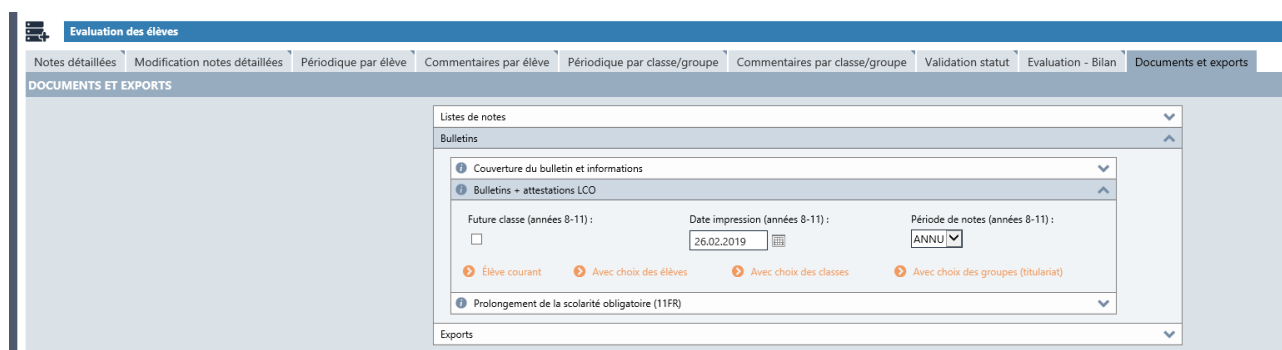 Evaluation des élèves
Notes détaillées Modification notes détaillées Périodique par élève Commentaires par élève Périodique par classe/groupe Commentaires par classe/groupe Validation statut Evaluation - Bilan Documents et exports
DOCUMENTS ET EXPORTS
Listes de notes
Bulletins
Couverture du bulletin et informations
Bulletins + attestations LCO
Future classe (années 8-11) : Date impression (années 8-11) : Période de notes (années 8-11) :
26.02.2019 ANNU
Élève courant Avec choix des élèves Avec choix des classes Avec choix des groupes (titulariat)
Prolongement de la scolarité obligatoire (11FR)
Exports